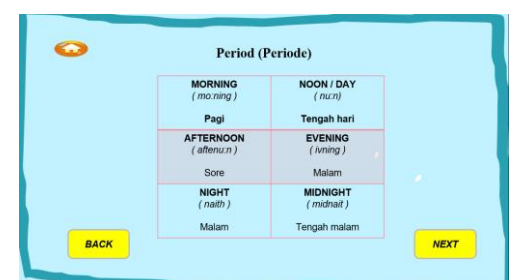 Period (Periode)
MORNING
( mo:ning )
Pagi
NOON / DAY
( nu:n)
Tengah hari
AFTERNOON
( aftenu:n )
Sore
EVENING
( ivning )
Malam
NIGHT
( naith )
Malam
MIDNIGHT
( midnait )
Tengah malam
BACK
NEXT